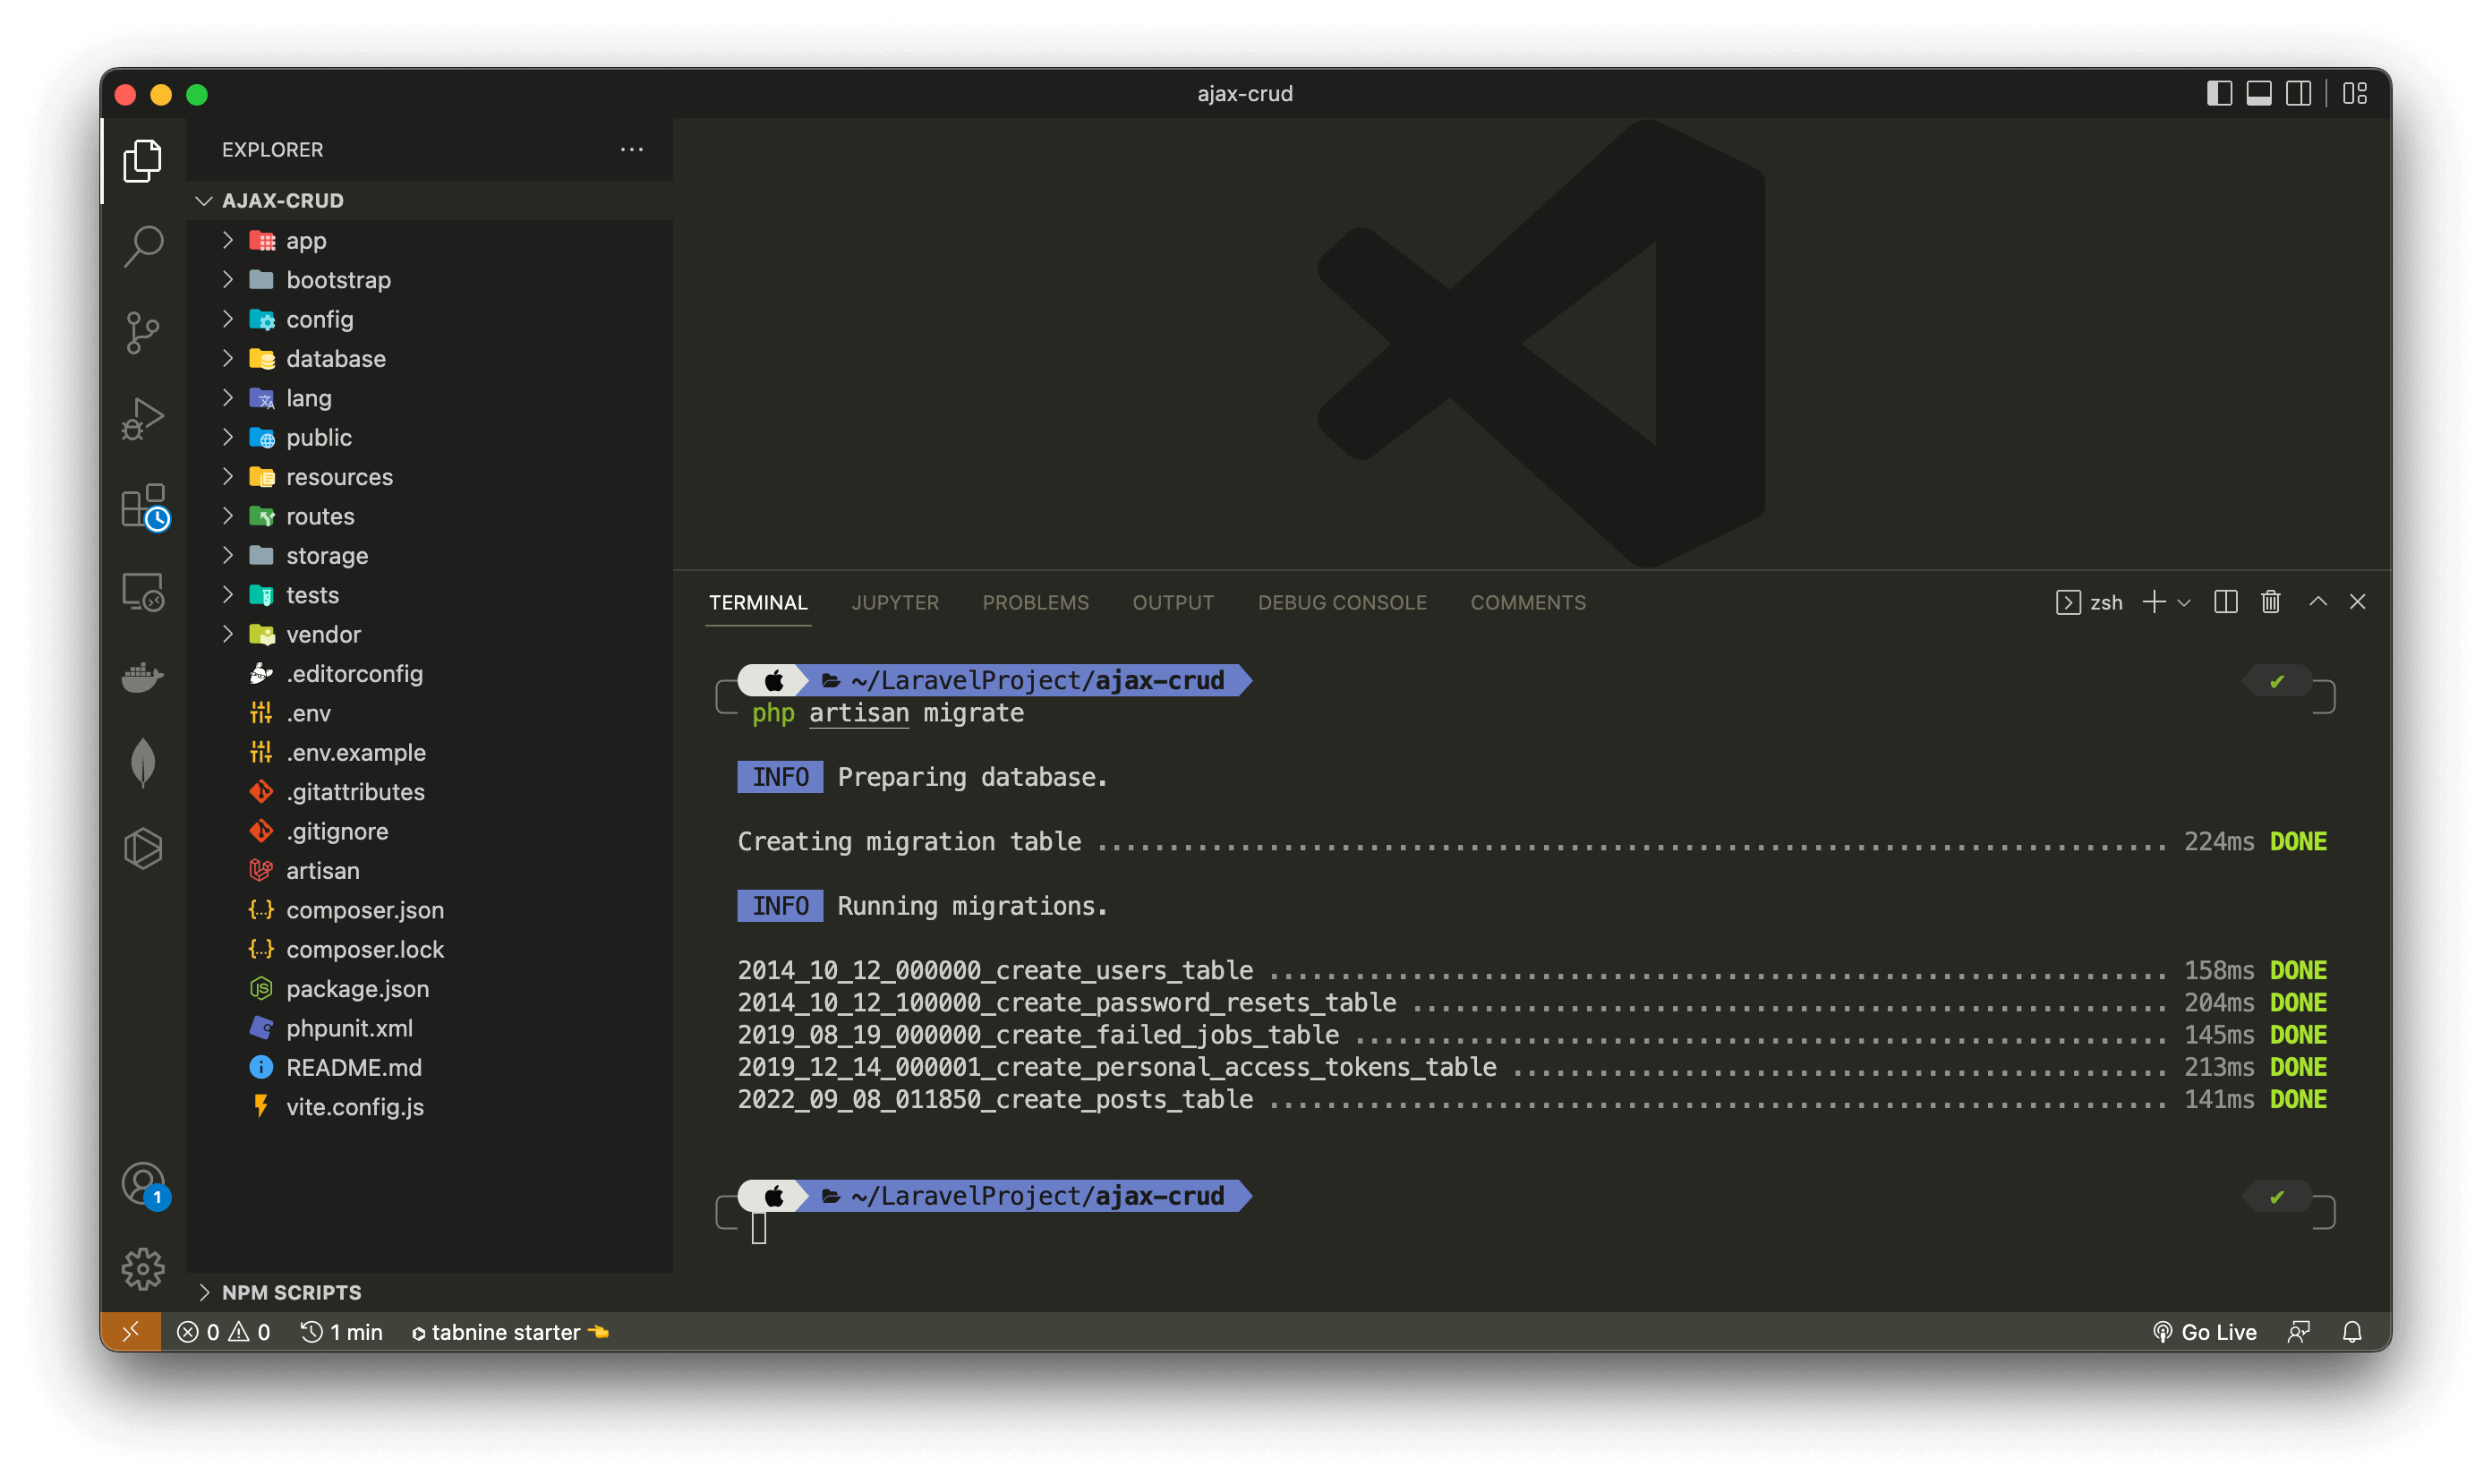 ajax-crud
EXPLORER
AJAX-CRUD
app
bootstrap
config
database
lang
public
resources
routes
storage
tests
vendor
.editorconfig
.env
.env.example
.gitattributes
.gitignore
artisan
composer.json
composer.lock
package.json
phpunit.xml
README.md
vite.config.js
NPM SCRIPTS
TERMINAL JUPYTER PROBLEMS OUTPUT DEBUG CONSOLE COMMENTS zsh
~/LaravelProject/ajax-crud ✔
php artisan migrate
INFO Preparing database.
Creating migration table ........................................................................... 224ms DONE
INFO Running migrations.
2014_10_12_000000_create_users_table ............................................................... 158ms DONE
2014_10_12_100000_create_password_resets_table ..................................................... 204ms DONE
2019_08_19_000000_create_failed_jobs_table ......................................................... 145ms DONE
2019_12_14_000001_create_personal_access_tokens_table .............................................. 213ms DONE
2022_09_08_011850_create_posts_table ............................................................... 141ms DONE
~/LaravelProject/ajax-crud ✔
1
0 0 1 min tabnine starter 👈 Go Live